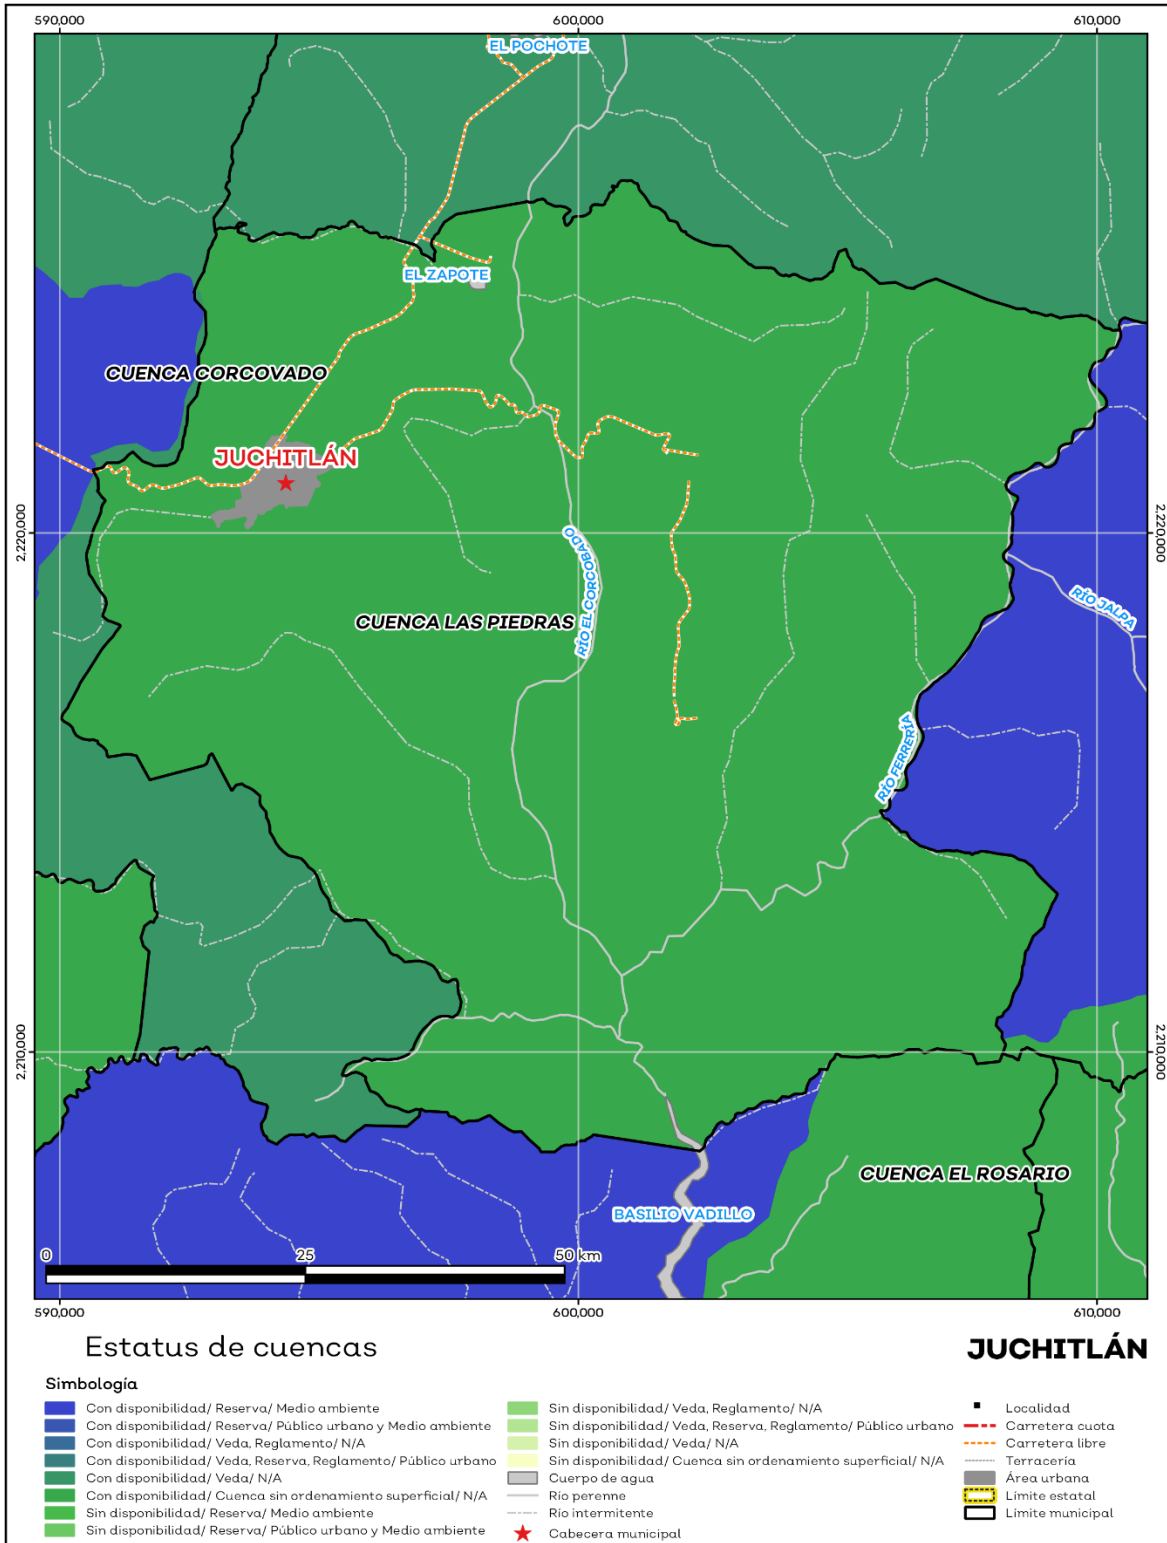 590,000
600,000
610,000
EL POCHOTE
EL ZAPOTE
CUENCA CORCOVADO
JUCHITLÁN
2,220,000
2,220,000
RÍO EL CORCOBADO
RÍO JALPA
CUENCA LAS PIEDRAS
RÍO FERRERÍA
2,210,000
2,210,000
CUENCA EL ROSARIO
BASILIO VADILLO
0
25
50 km
590,000
600,000
610,000
Estatus de cuencas
JUCHITLÁN
Simbología
Con disponibilidad/ Reserva/ Medio ambiente
Con disponibilidad/ Reserva/ Público urbano y Medio ambiente
Con disponibilidad/ Veda, Reglamento/ N/A
Con disponibilidad/ Veda, Reserva, Reglamento/ Público urbano
Con disponibilidad/ Veda/ N/A
Con disponibilidad/ Cuenca sin ordenamiento superficial/ N/A
Sin disponibilidad/ Reserva/ Medio ambiente
Sin disponibilidad/ Reserva/ Público urbano y Medio ambiente
Sin disponibilidad/ Veda, Reglamento/ N/A
Sin disponibilidad/ Veda, Reserva, Reglamento/ Público urbano
Sin disponibilidad/ Veda/ N/A
Sin disponibilidad/ Cuenca sin ordenamiento superficial/ N/A
Cuerpo de agua
Río perenne
Río intermitente
Cabecera municipal
Localidad
Carretera cuota
Carretera libre
Terracería
Área urbana
Límite estatal
Límite municipal